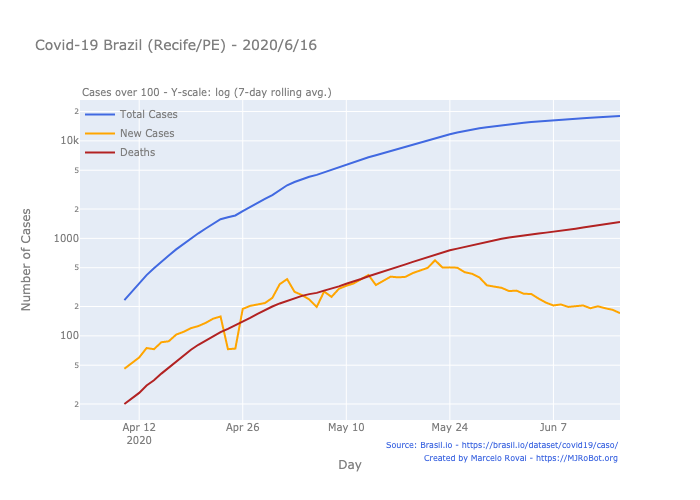 Covid-19 Brazil (Recife/PE) - 2020/6/16
Cases over 100 - Y-scale: log (7-day rolling avg.)
Total Cases
New Cases
Deaths
2
10k
5
2
1000
5
2
100
5
2
Number of Cases
Apr 12 Apr 26 May 10 May 24 Jun 7
2020
Day
Source: Brasil.io - https://brasil.io/dataset/covid19/caso/
Created by Marcelo Rovai - https://MJRoBot.org